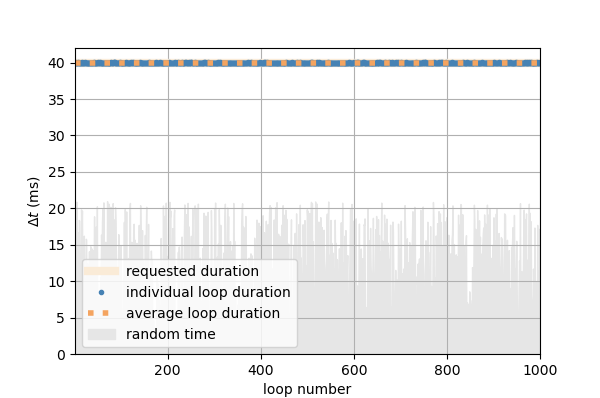 40
35
30
25
20
15
10
5
0
Δt (ms)
requested duration
individual loop duration
average loop duration
random time
200
400
600
800
1000
loop number